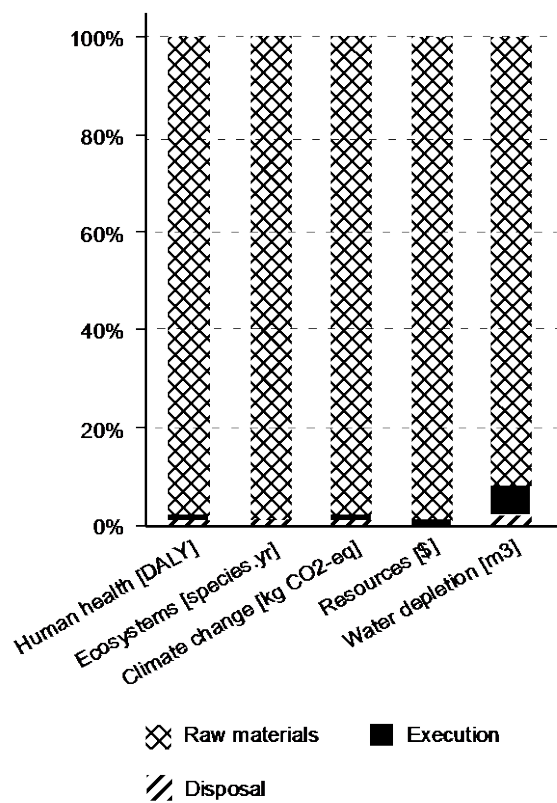 100%
80%
60%
40%
20%
0%
Human health [DALY]
Ecosystems [species.yr]
Climate change [kg CO2-eq]
Resources [$]
Water depletion [m3]
Raw materials
Execution
Disposal